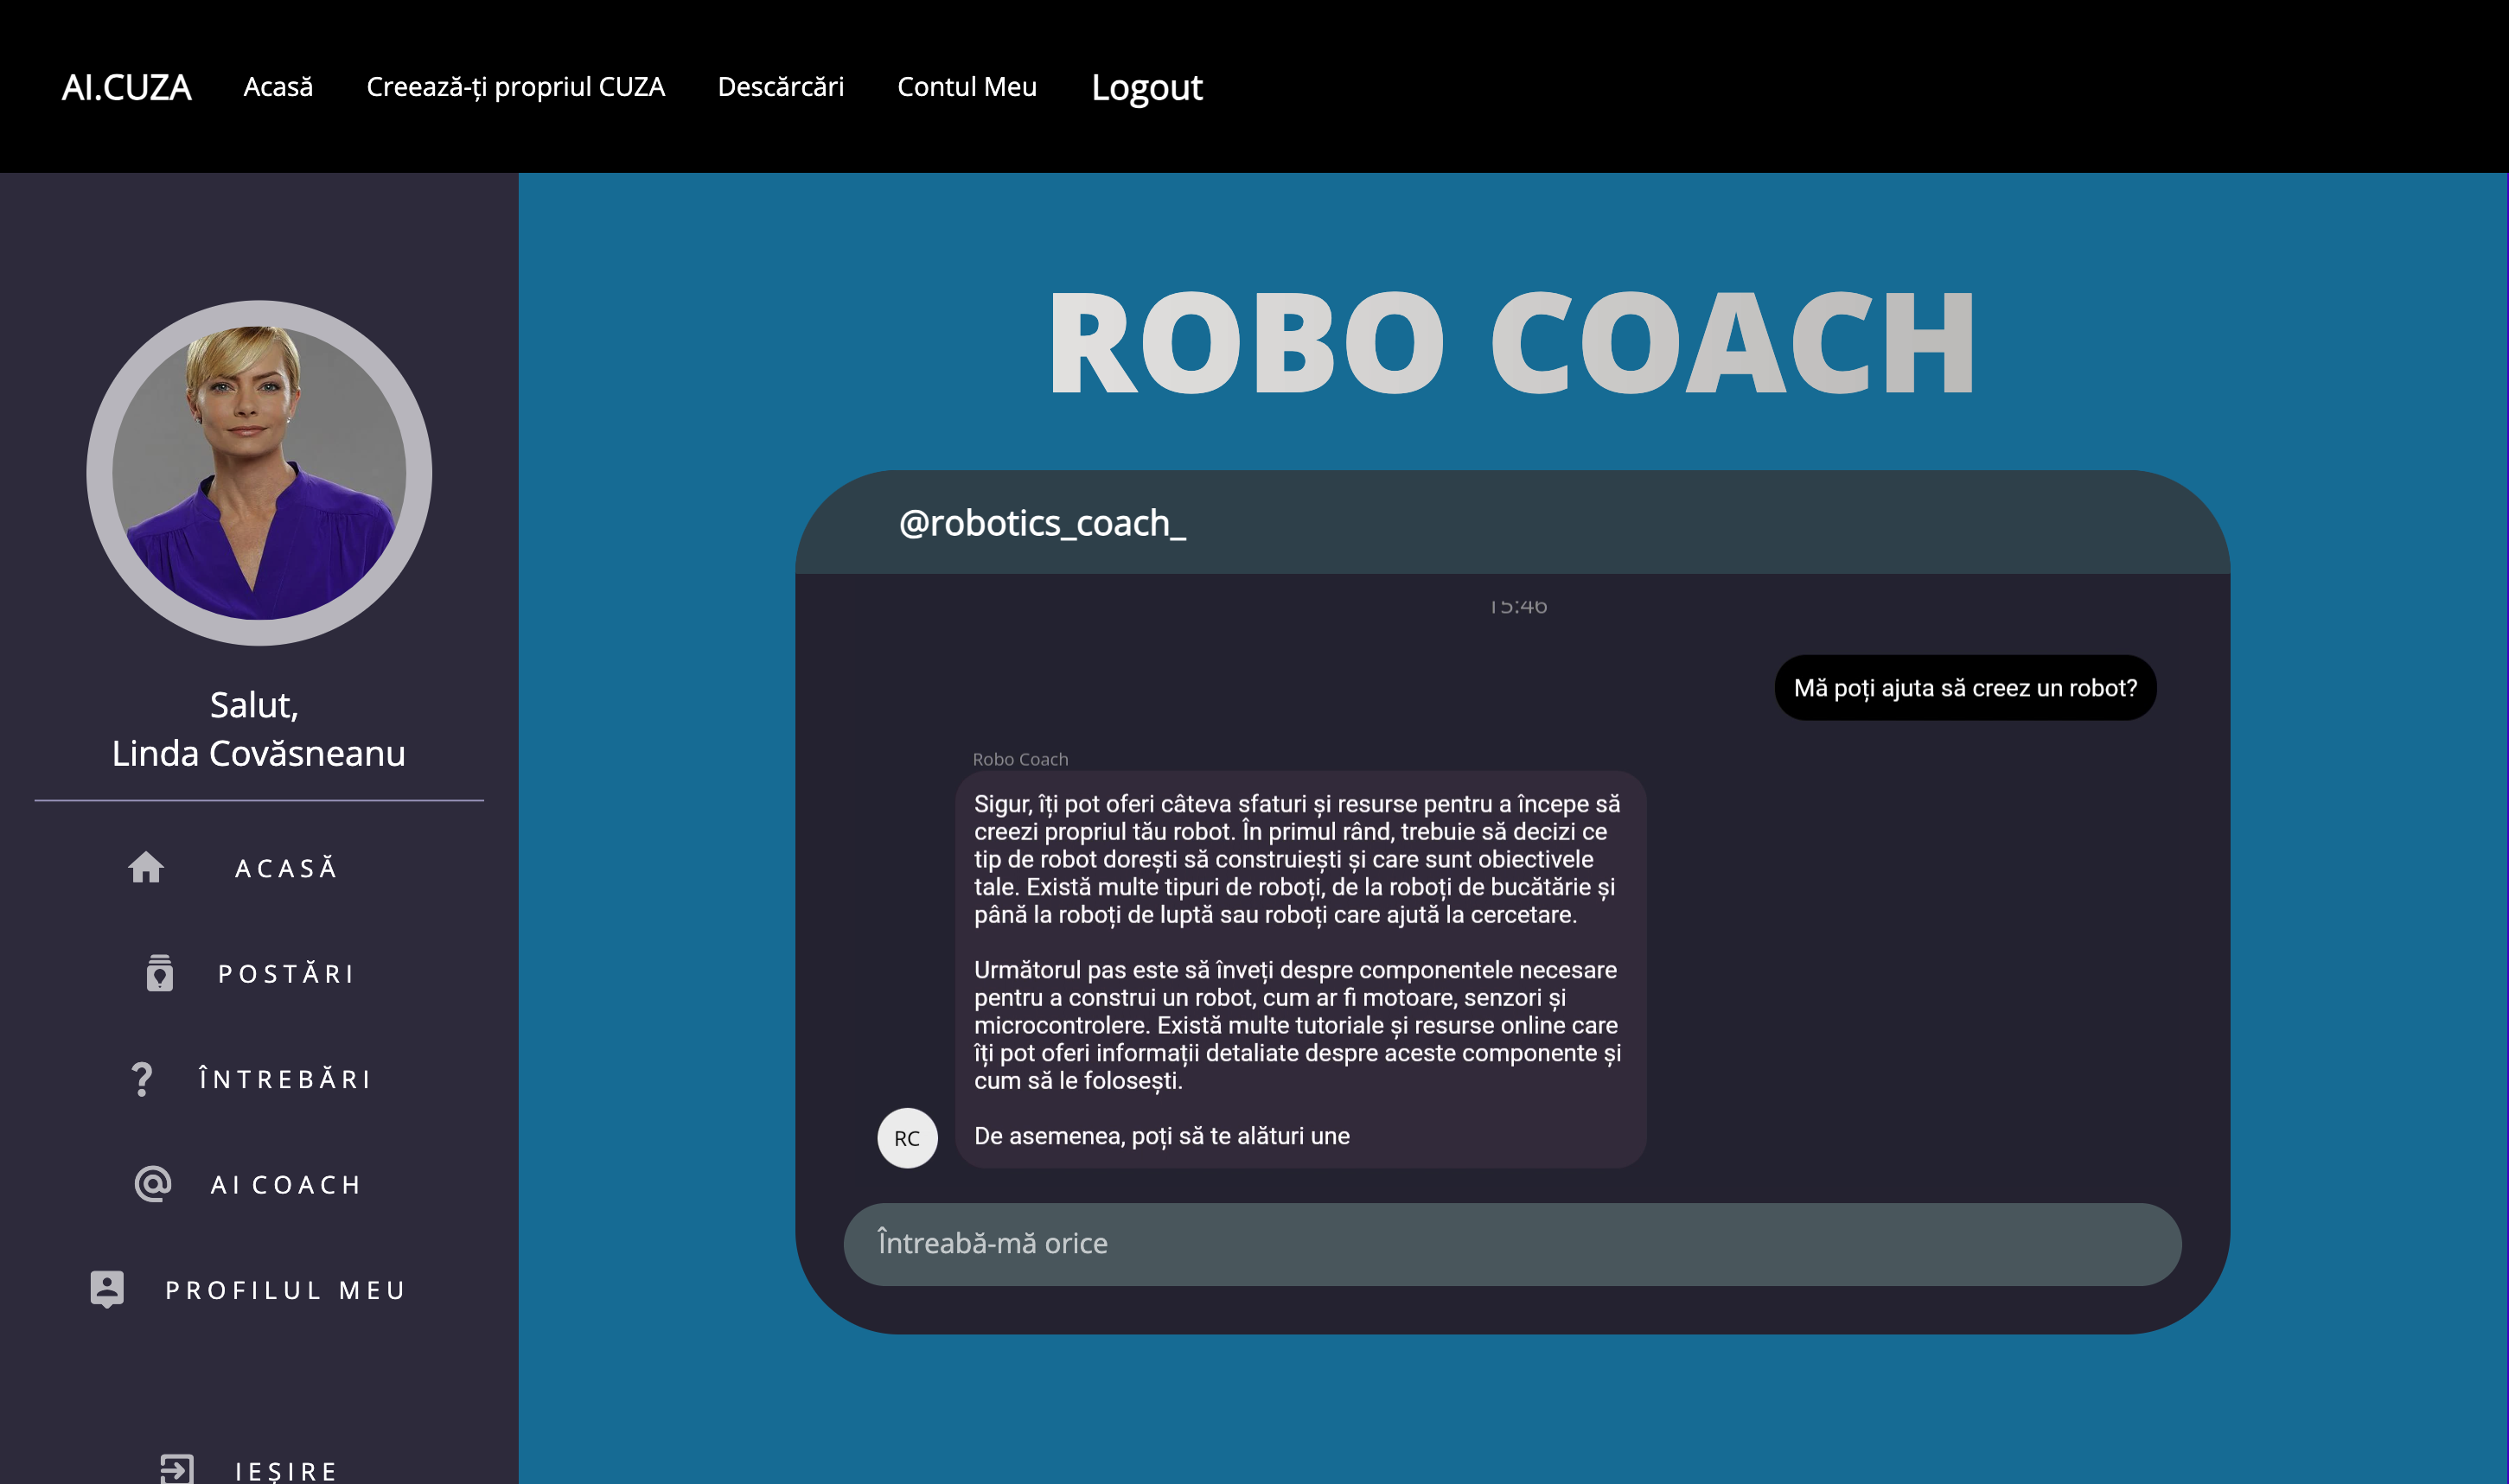 AI.CUZA Acasă Creează-ți propriul CUZA Descărcări Contul Meu Logout
Salut,
Linda Covăsneanu
ACASĂ
POSTĂRI
ÎNTREBĂRI
AI COACH
PROFILUL MEU
IEȘIRE
ROBO COACH
@robotics_coach_
15:46
Mă poți ajuta să creez un robot?
Robo Coach
Sigur, îți pot oferi câteva sfaturi și resurse pentru a începe să
creezi propriul tău robot. În primul rând, trebuie să decizi ce
tip de robot dorești să construiești și care sunt obiectivele
tale. Există multe tipuri de roboți, de la roboți de bucătărie și
până la roboți de luptă sau roboți care ajută la cercetare.
Următorul pas este să înveți despre componentele necesare
pentru a construi un robot, cum ar fi motoare, senzori și
microcontrolere. Există multe tutoriale și resurse online care
îți pot oferi informații detaliate despre aceste componente și
cum să le folosești.
De asemenea, poți să te alături une
RC
Întreabă-mă orice